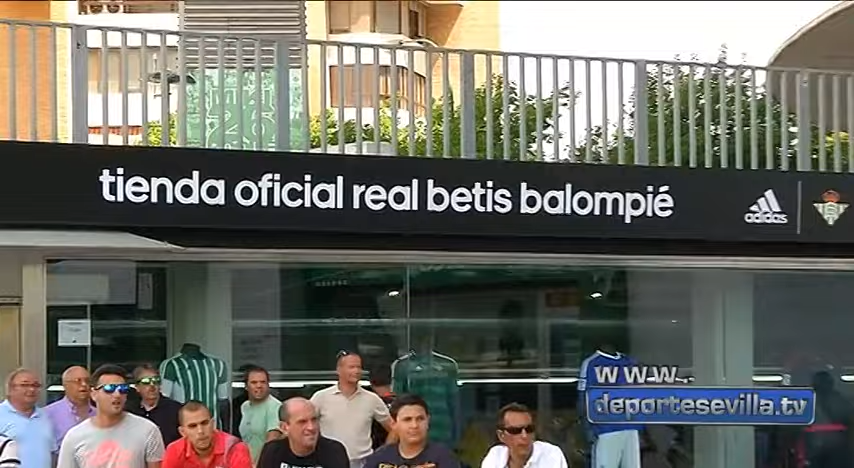 tienda oficial real betis balompié
adidas
www.
deportesevilla.tv